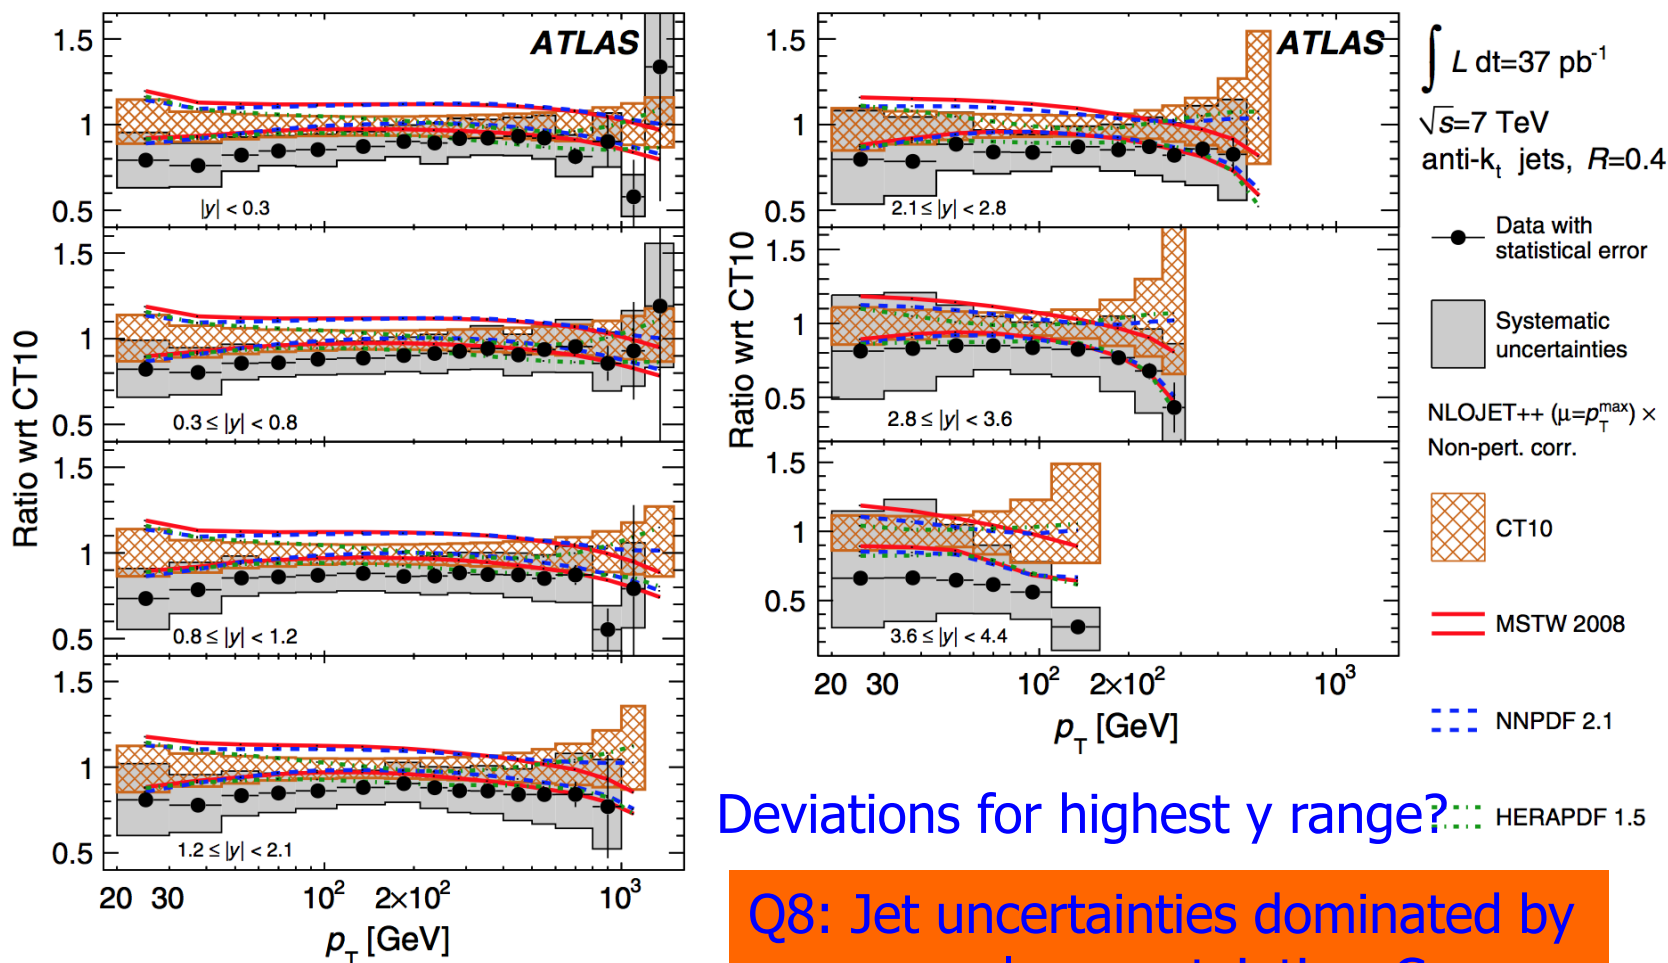 ATLAS
1.5
1
0.5
|y| < 0.3
1.5
1
0.5
0.3 ≤ |y| < 0.8
1.5
1
0.5
0.8 ≤ |y| < 1.2
1.5
1
0.5
1.2 ≤ |y| < 2.1
Ratio wrt CT10
20 30 10² 2×10² 10³
p_T [GeV]
ATLAS
1.5
1
0.5
2.1 ≤ |y| < 2.8
1.5
1
0.5
2.8 ≤ |y| < 3.6
1.5
1
0.5
3.6 ≤ |y| < 4.4
Ratio wrt CT10
20 30 10² 2×10² 10³
p_T [GeV]
∫ L dt=37 pb⁻¹
√s=7 TeV
anti-k_t jets, R=0.4
Data with
statistical error
Systematic
uncertainties
NLOJET++ (μ=p_T^max) ×
Non-pert. corr.
CT10
MSTW 2008
NNPDF 2.1
HERAPDF 1.5
Deviations for highest y range?
Q8: Jet uncertainties dominated by